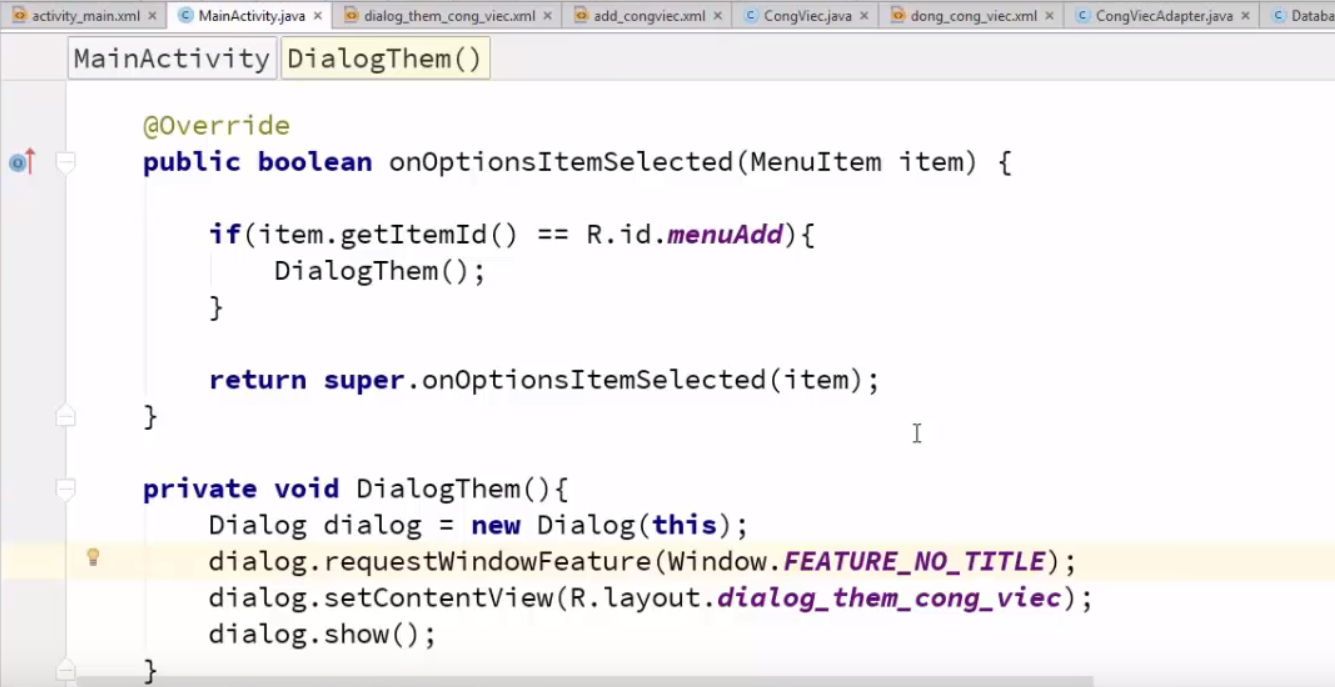 activity_main.xml × MainActivity.java × dialog_them_cong_viec.xml × add_congviec.xml × CongViec.java × dong_cong_viec.xml × CongViecAdapter.java × Databa
MainActivity DialogThem()
@Override
public boolean onOptionsItemSelected(MenuItem item) {
if(item.getItemId() == R.id.menuAdd){
DialogThem();
}
return super.onOptionsItemSelected(item);
}
private void DialogThem(){
Dialog dialog = new Dialog(this);
dialog.requestWindowFeature(Window.FEATURE_NO_TITLE);
dialog.setContentView(R.layout.dialog_them_cong_viec);
dialog.show();
}